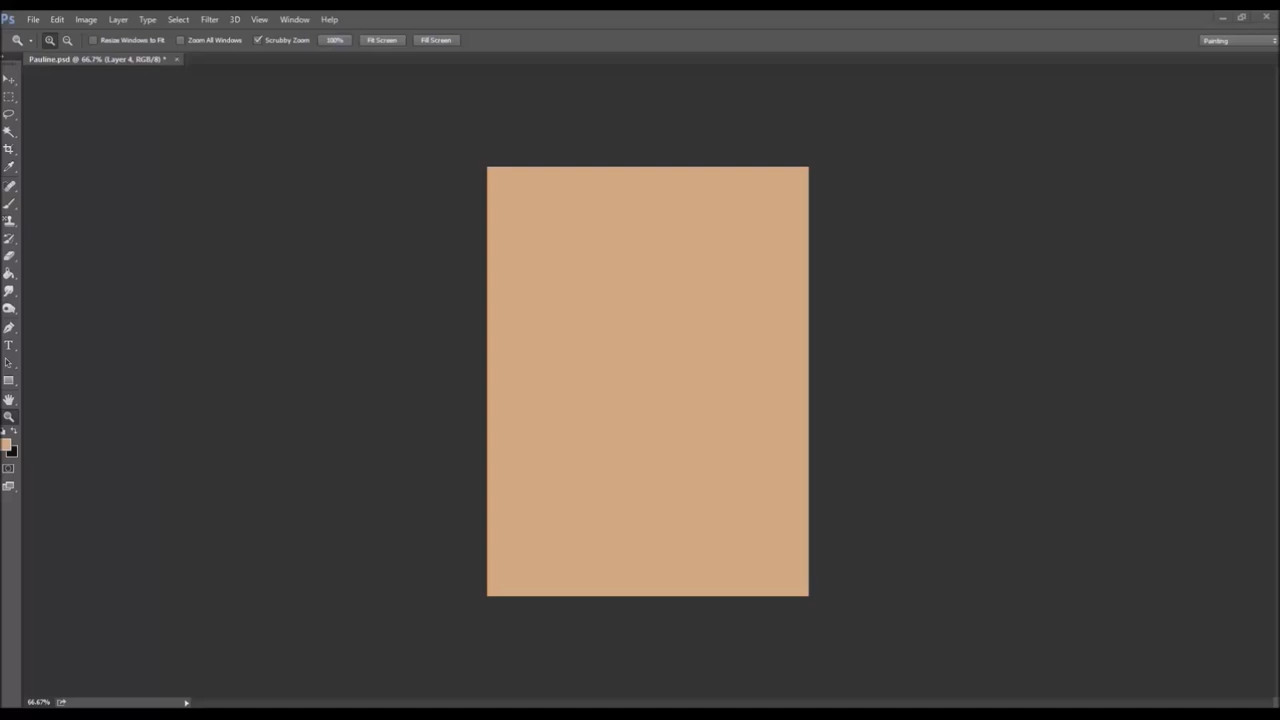 Ps File Edit Image Layer Type Select Filter 3D View Window Help
Resize Windows to Fit Zoom All Windows Scrubby Zoom 100% Fit Screen Fill Screen Painting
Pauline.psd @ 66.7% (Layer 4, RGB/8) * ×
T
66.67%